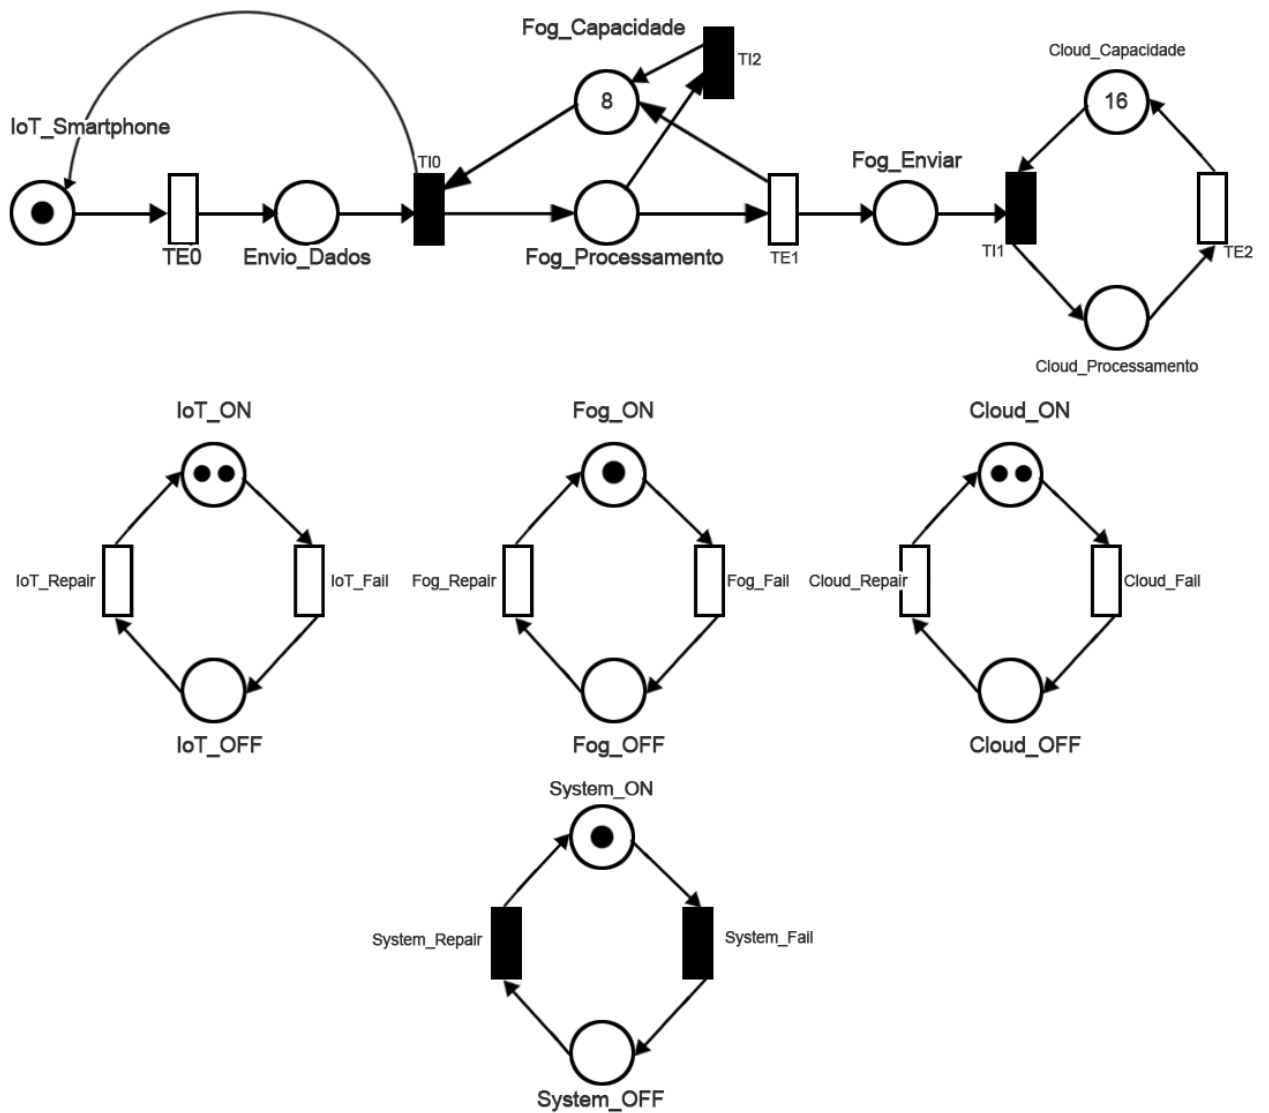 Fog_Capacidade
TI2
Cloud_Capacidade
8
16
IoT_Smartphone
TI0
Fog_Enviar
TE0
Envio_Dados
Fog_Processamento
TE1
TI1
TE2
Cloud_Processamento
IoT_ON
Fog_ON
Cloud_ON
IoT_Repair
IoT_Fail
Fog_Repair
Fog_Fail
Cloud_Repair
Cloud_Fail
IoT_OFF
Fog_OFF
Cloud_OFF
System_ON
System_Repair
System_Fail
System_OFF